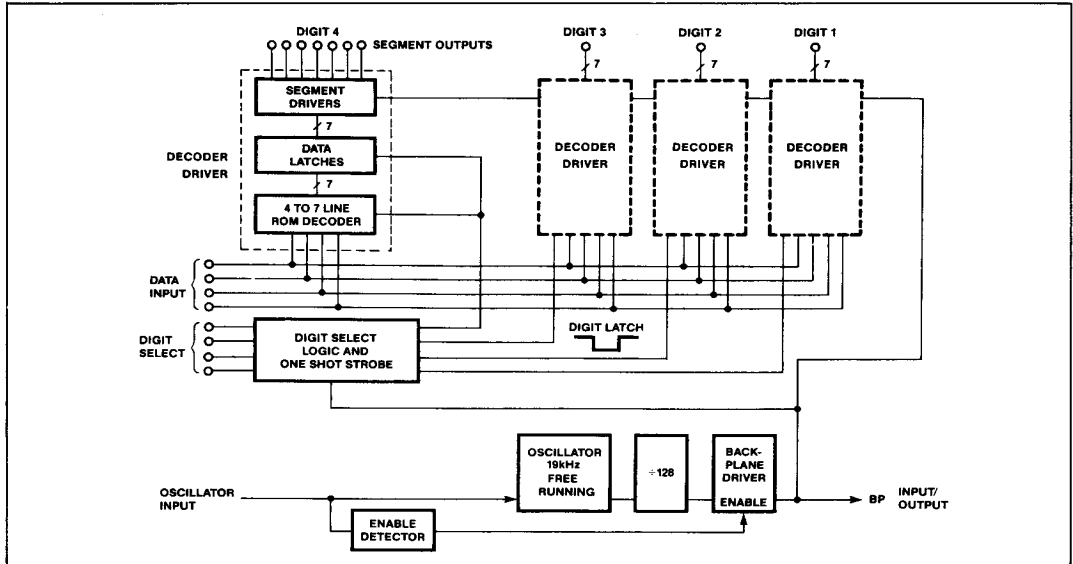 DIGIT 4
SEGMENT OUTPUTS
DIGIT 3
DIGIT 2
DIGIT 1
7
7
7
SEGMENT
DRIVERS
7
DECODER
DRIVER
DATA
LATCHES
7
4 TO 7 LINE
ROM DECODER
DECODER
DRIVER
DECODER
DRIVER
DECODER
DRIVER
DATA
INPUT
DIGIT
SELECT
DIGIT SELECT
LOGIC AND
ONE SHOT STROBE
DIGIT LATCH
OSCILLATOR
INPUT
OSCILLATOR
19kHz
FREE
RUNNING
÷128
BACK-
PLANE
DRIVER
ENABLE
BP
INPUT/
OUTPUT
ENABLE
DETECTOR